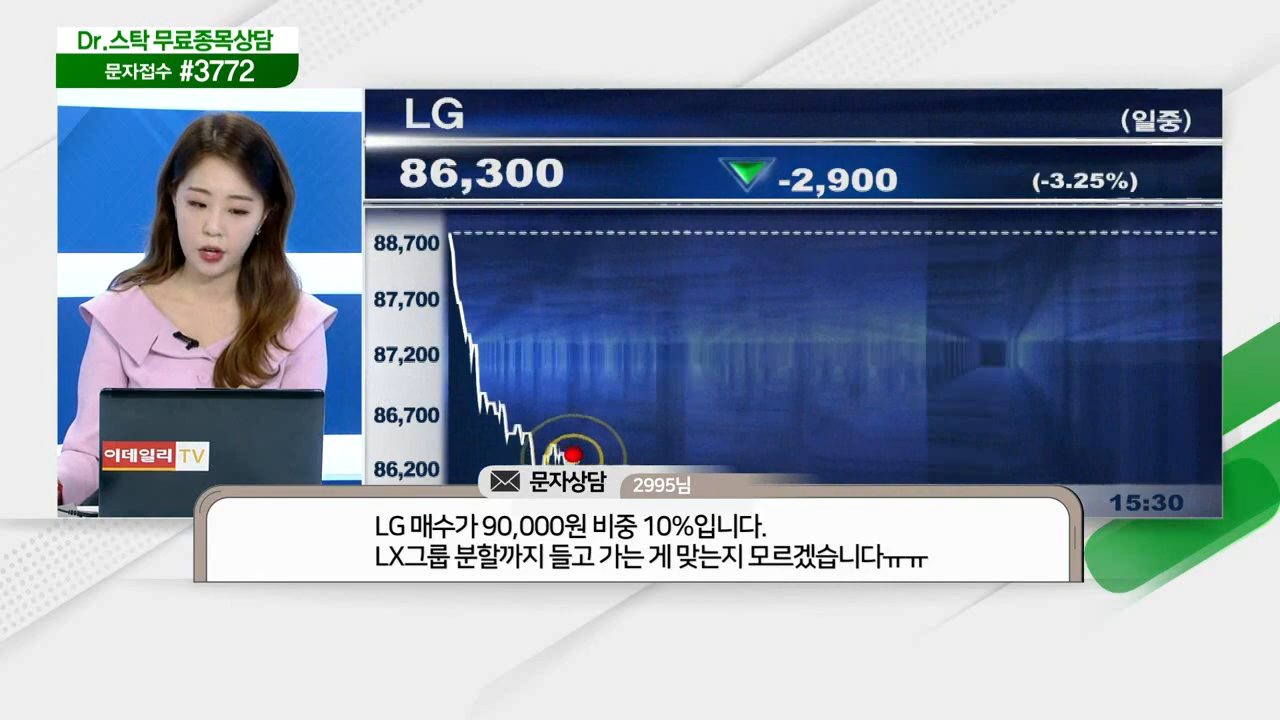 Dr.스탁 무료종목상담
문자접수 #3772
LG
(일중)
86,300
-2,900
(-3.25%)
88,700
87,700
87,200
86,700
86,200
15:30
이데일리 TV
문자상담
2995님
LG 매수가 90,000원 비중 10%입니다.
LX그룹 분할까지 들고 가는 게 맞는지 모르겠습니다ㅠㅠ